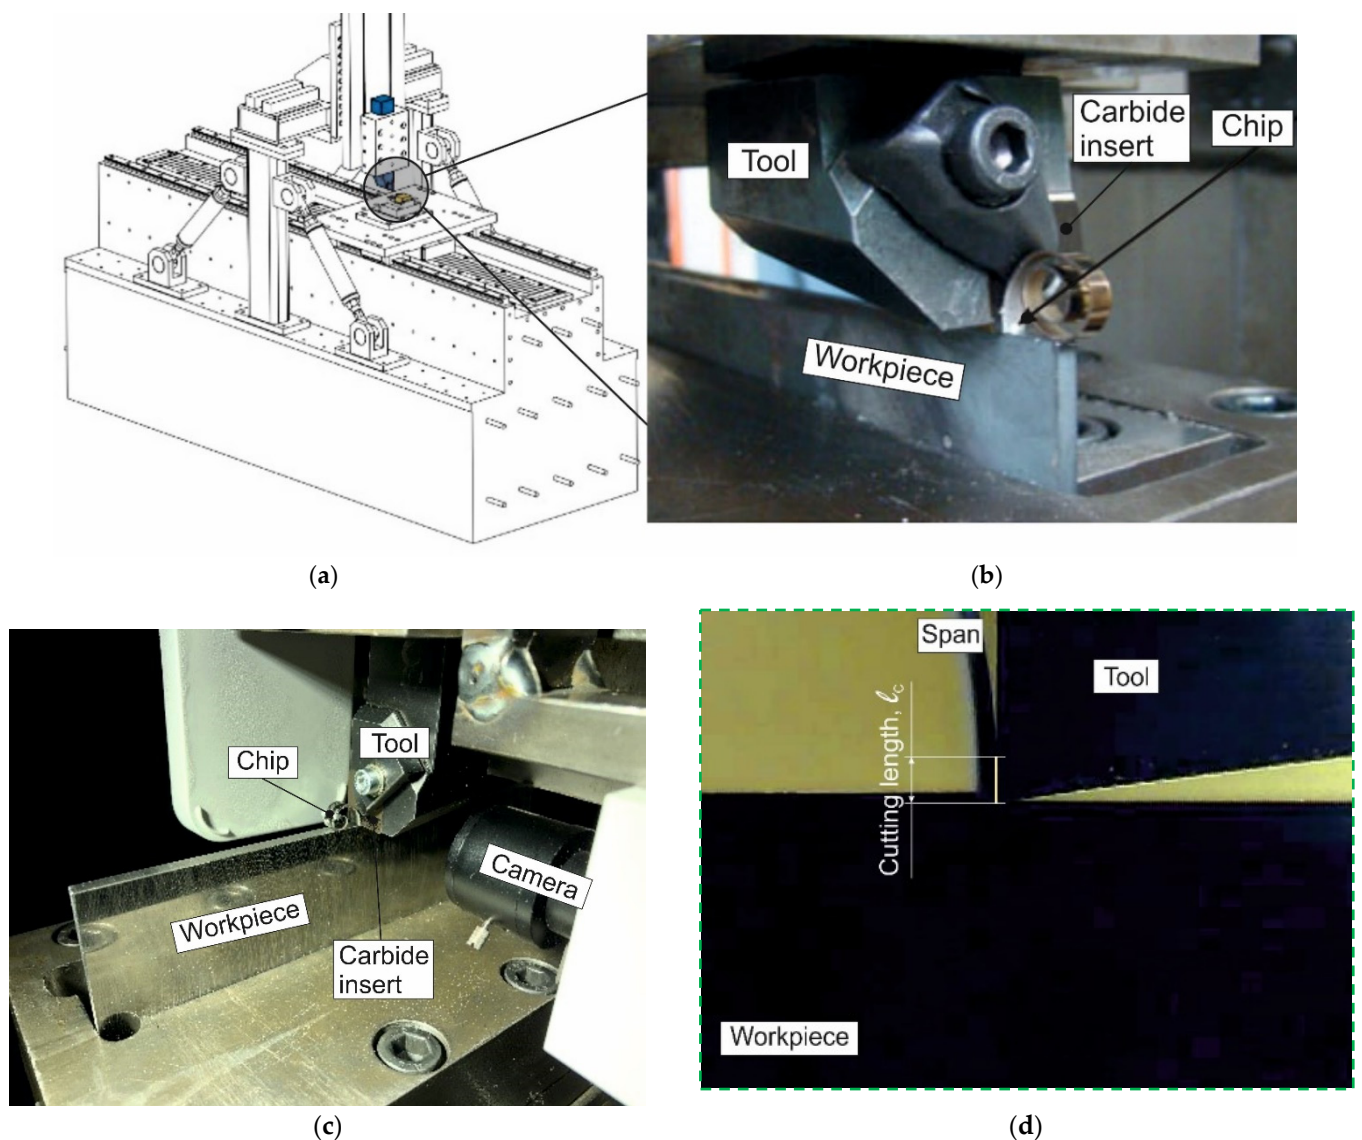 Tool
Carbide
insert
Chip
Workpiece
(a)
(b)
Chip
Tool
Camera
Workpiece
Carbide
insert
Span
Tool
Cutting length, ℓc
Workpiece
(c)
(d)